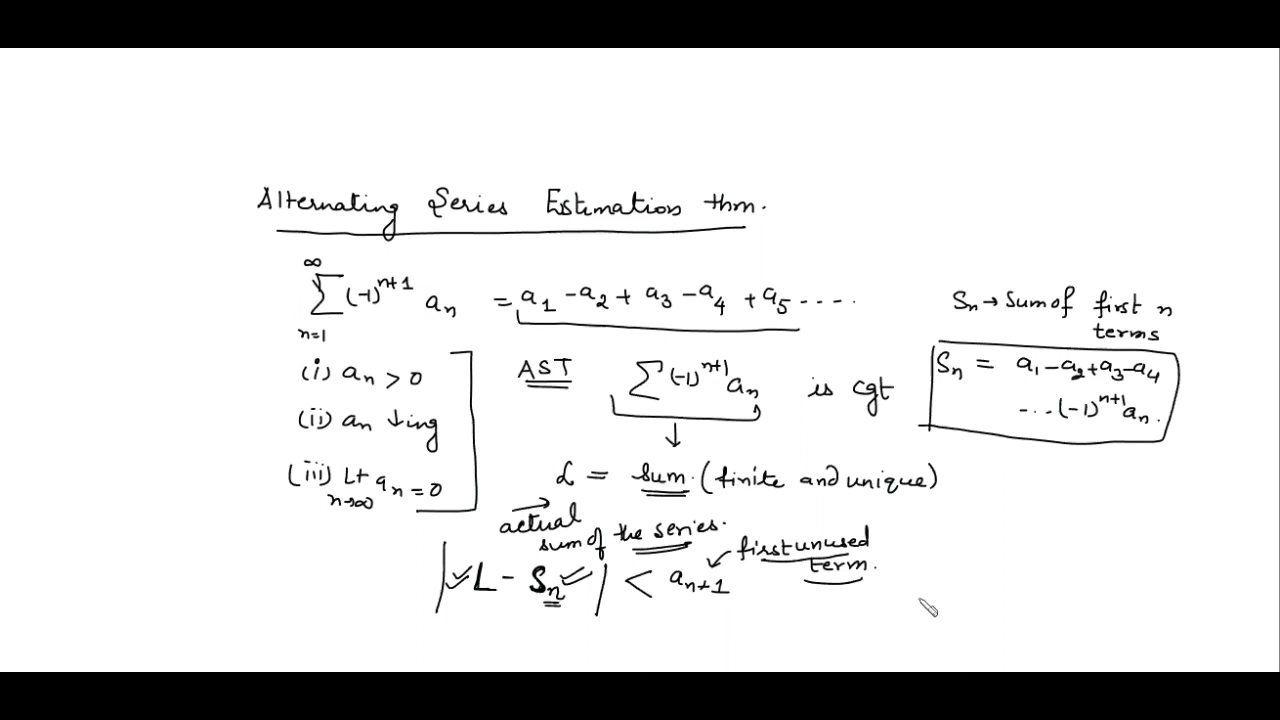 Alternating Series Estimation thm.
∞
∑ (-1)^{n+1} a_n = a_1 - a_2 + a_3 - a_4 + a_5 ....
n=1
S_n → Sum of first n
terms
S_n = a_1 - a_2 + a_3 - a_4
... (-1)^{n+1} a_n.
(i) a_n > 0
(ii) a_n ↓ing
(iii) Lt a_n = 0
n→∞
AST ∑ (-1)^{n+1} a_n is cgt
↓
L = sum. (finite and unique)
actual
sum of the series.
first unused
term.
| L - S_n | < a_{n+1}